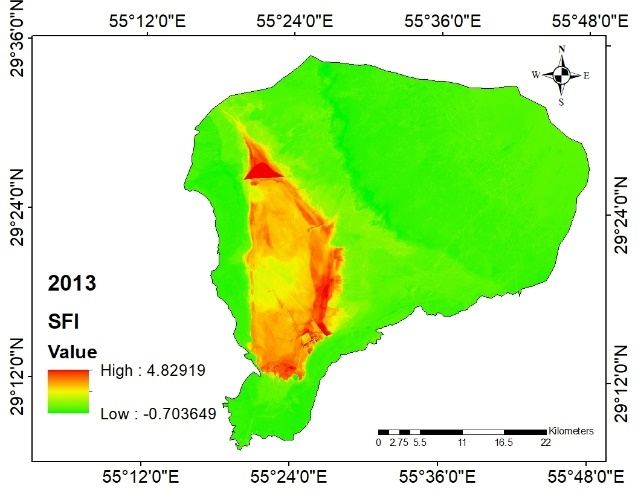 55°12'0"E 55°24'0"E 55°36'0"E 55°48'0"E
29°36'0"N 29°36'0"N
N
W E
S
29°24'0"N 29°24'0"N
2013
SFI
Value
High : 4.82919
Low : -0.703649
29°12'0"N 29°12'0"N
Kilometers
0 2.75 5.5 11 16.5 22
55°12'0"E 55°24'0"E 55°36'0"E 55°48'0"E